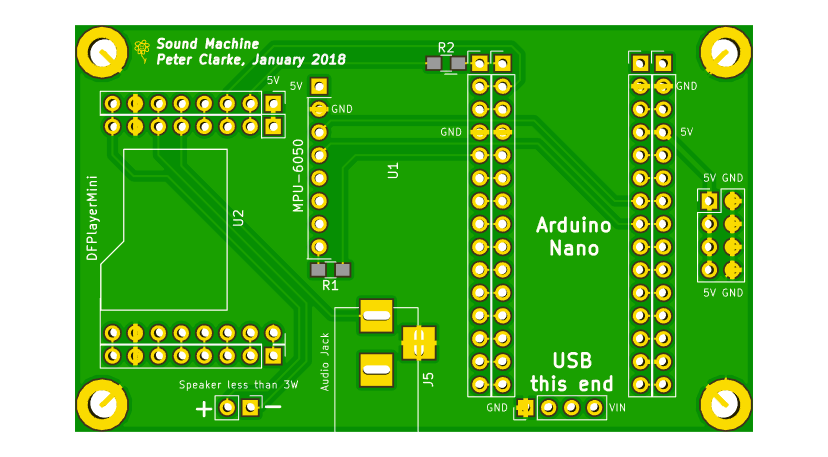 Sound Machine
Peter Clarke, January 2018
R2
5V
5V
GND
GND
GND
5V
MPU-6050
U1
DFPlayerMini
U2
5V GND
Arduino
Nano
R1
5V GND
Audio Jack
J5
USB
this end
Speaker less than 3W
+ −
GND
VIN